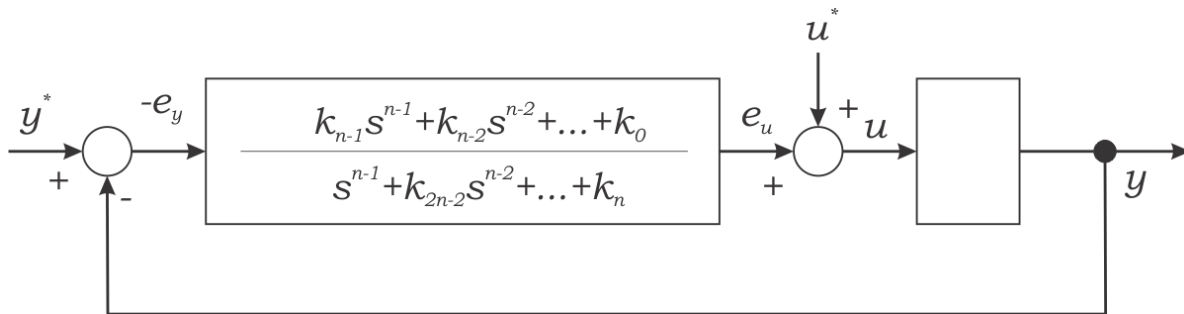 u*
y*
-e_y
k_{n-1}s^{n-1}+k_{n-2}s^{n-2}+...+k_0
s^{n-1}+k_{2n-2}s^{n-2}+...+k_n
e_u
+
u
+
+
-
y